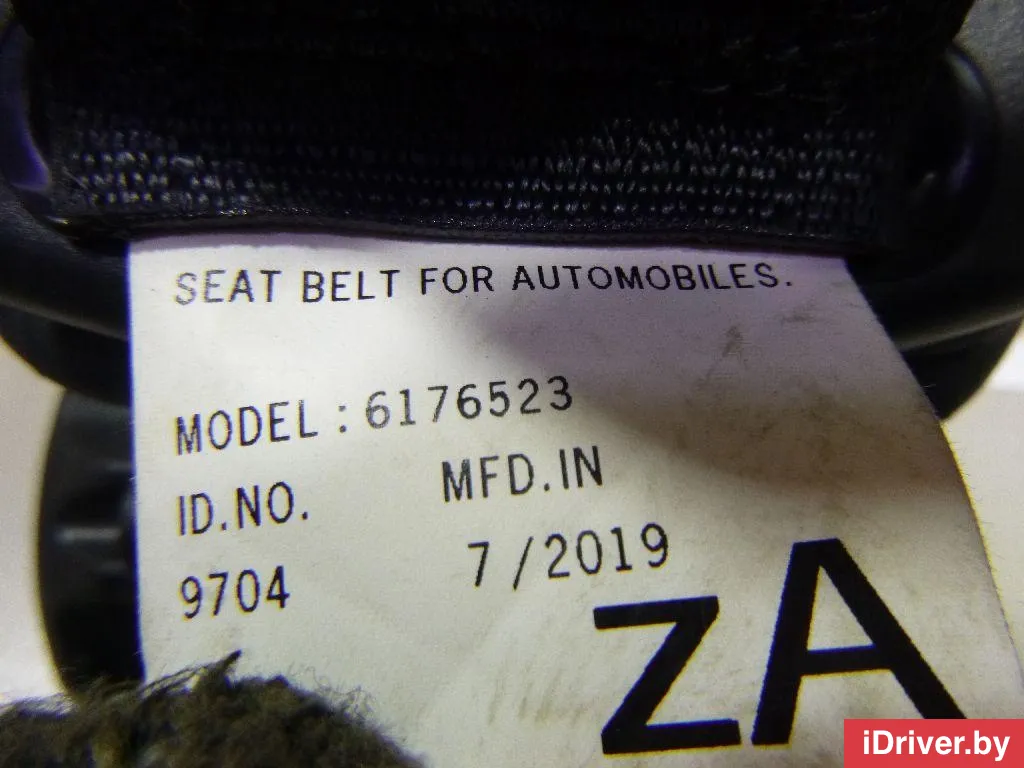 SEAT BELT FOR AUTOMOBILES.
MODEL : 6176523
ID.NO. MFD.IN
9704 7 / 2019
zA
iDriver.by